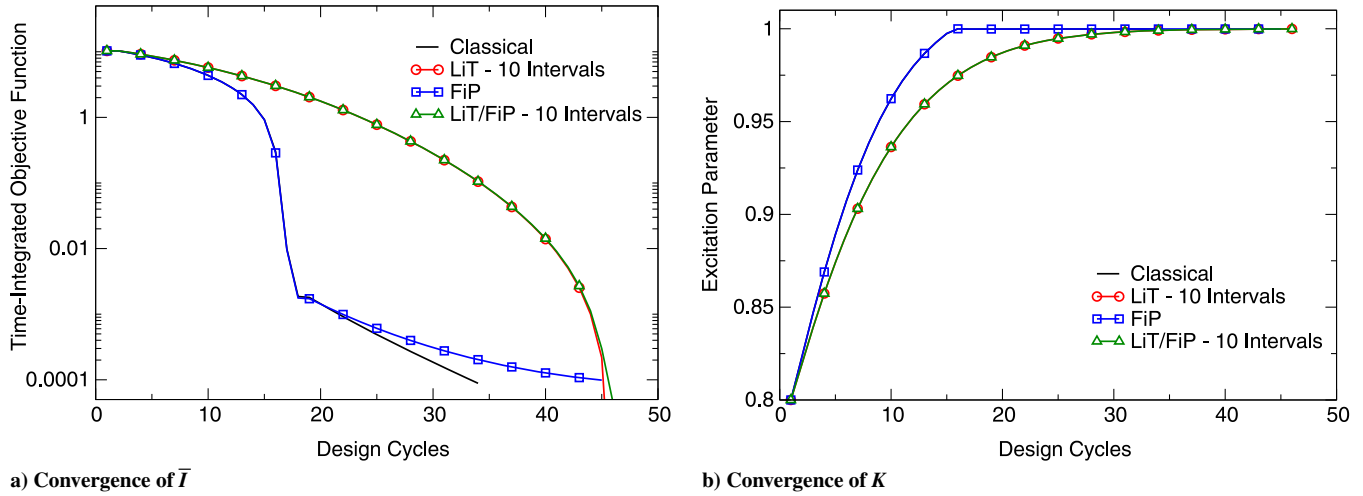 Time-Integrated Objective Function
1
0.01
0.0001
0
10
20
30
40
50
Design Cycles
Classical
LiT - 10 Intervals
FiP
LiT/FiP - 10 Intervals
a) Convergence of I̅
Excitation Parameter
1
0.95
0.9
0.85
0.8
0
10
20
30
40
50
Design Cycles
Classical
LiT - 10 Intervals
FiP
LiT/FiP - 10 Intervals
b) Convergence of K